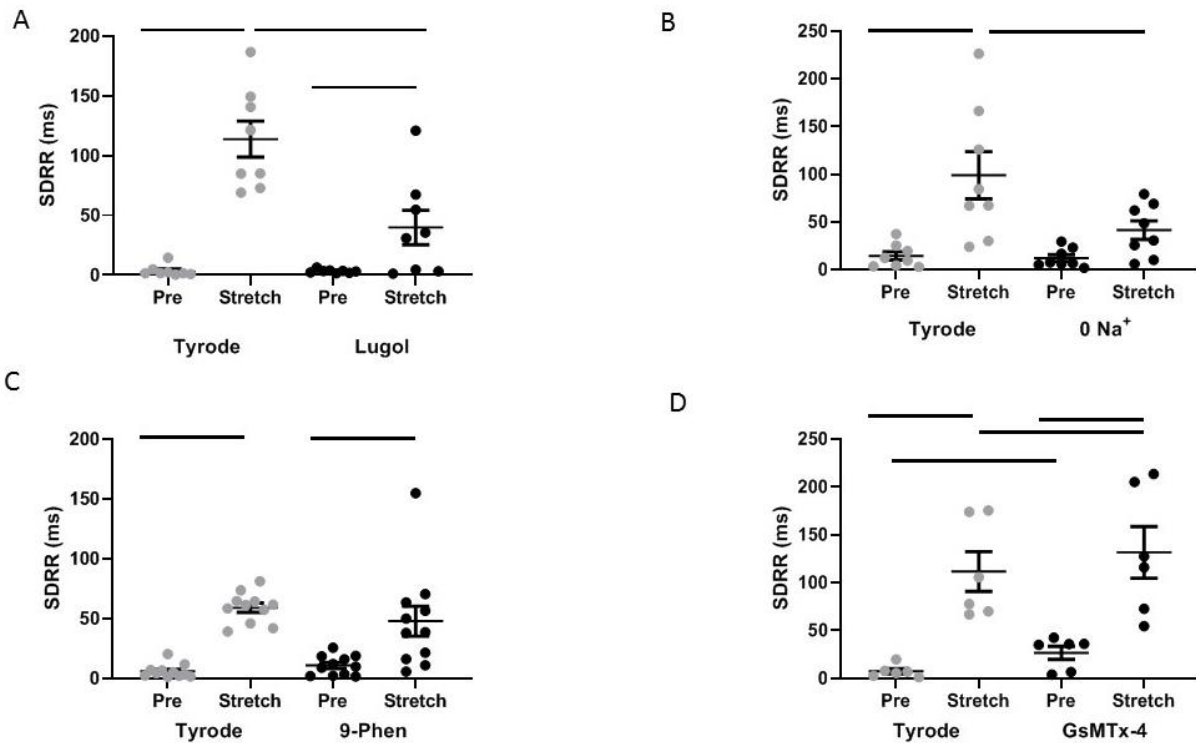 A
SDRR (ms)
200
150
100
50
0
Pre Stretch Pre Stretch
Tyrode Lugol
B
SDRR (ms)
250
200
150
100
50
0
Pre Stretch Pre Stretch
Tyrode 0 Na⁺
C
SDRR (ms)
200
150
100
50
0
Pre Stretch Pre Stretch
Tyrode 9-Phen
D
SDRR (ms)
250
200
150
100
50
0
Pre Stretch Pre Stretch
Tyrode GsMTx-4